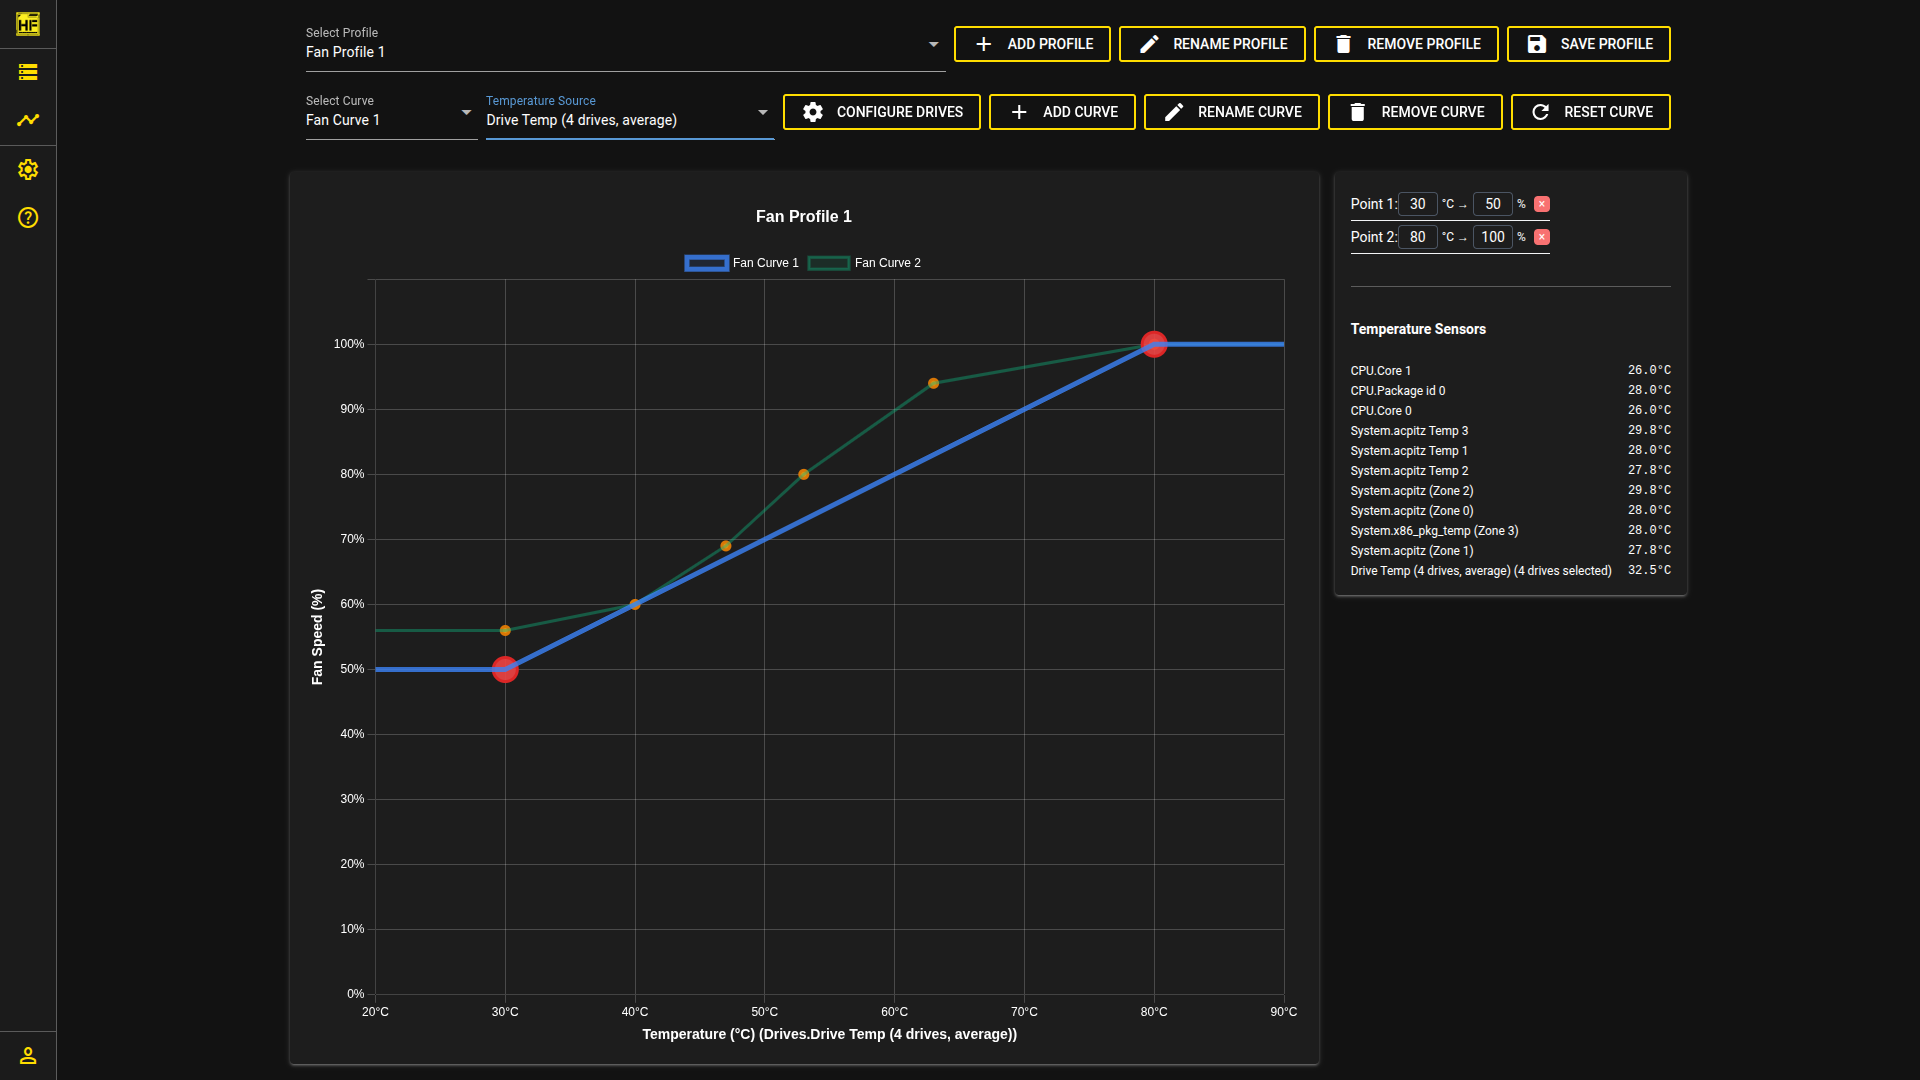 HF
Select Profile
Fan Profile 1
ADD PROFILE
RENAME PROFILE
REMOVE PROFILE
SAVE PROFILE
Select Curve
Fan Curve 1
Temperature Source
Drive Temp (4 drives, average)
CONFIGURE DRIVES
ADD CURVE
RENAME CURVE
REMOVE CURVE
RESET CURVE
Fan Profile 1
Fan Curve 1
Fan Curve 2
100%
90%
80%
70%
60%
50%
40%
30%
20%
10%
0%
Fan Speed (%)
20°C 30°C 40°C 50°C 60°C 70°C 80°C 90°C
Temperature (°C) (Drives.Drive Temp (4 drives, average))
Point 1: 30 °C → 50 % ×
Point 2: 80 °C → 100 % ×
Temperature Sensors
CPU.Core 1 26.0°C
CPU.Package id 0 28.0°C
CPU.Core 0 26.0°C
System.acpitz Temp 3 29.8°C
System.acpitz Temp 1 28.0°C
System.acpitz Temp 2 27.8°C
System.acpitz (Zone 2) 29.8°C
System.acpitz (Zone 0) 28.0°C
System.x86_pkg_temp (Zone 3) 28.0°C
System.acpitz (Zone 1) 27.8°C
Drive Temp (4 drives, average) (4 drives selected) 32.5°C